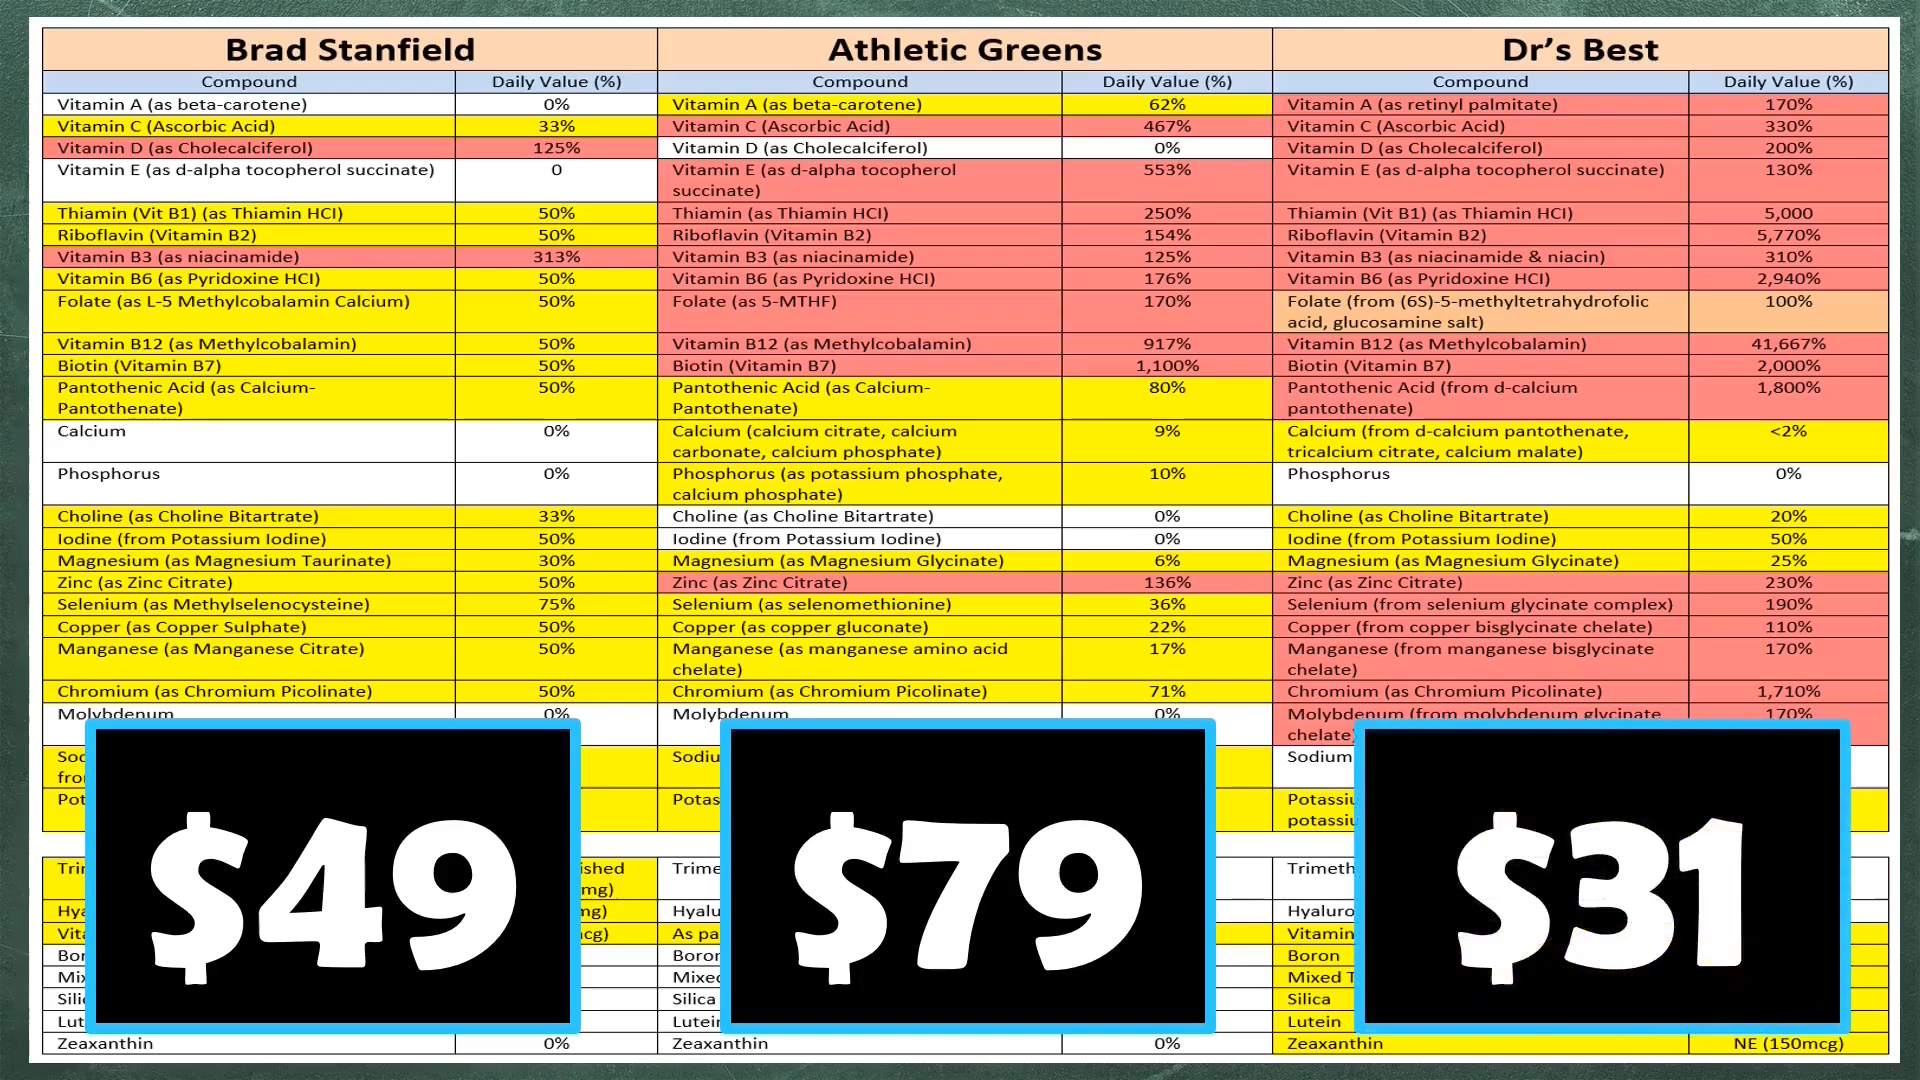 Brad Stanfield Athletic Greens Dr’s Best
Compound Daily Value (%) Compound Daily Value (%) Compound Daily Value (%)
Vitamin A (as beta-carotene) 0% Vitamin A (as beta-carotene) 62% Vitamin A (as retinyl palmitate) 170%
Vitamin C (Ascorbic Acid) 33% Vitamin C (Ascorbic Acid) 467% Vitamin C (Ascorbic Acid) 330%
Vitamin D (as Cholecalciferol) 125% Vitamin D (as Cholecalciferol) 0% Vitamin D (as Cholecalciferol) 200%
Vitamin E (as d-alpha tocopherol succinate) 0 Vitamin E (as d-alpha tocopherol 553% Vitamin E (as d-alpha tocopherol succinate) 130%
succinate)
Thiamin (Vit B1) (as Thiamin HCI) 50% Thiamin (as Thiamin HCI) 250% Thiamin (Vit B1) (as Thiamin HCI) 5,000
Riboflavin (Vitamin B2) 50% Riboflavin (Vitamin B2) 154% Riboflavin (Vitamin B2) 5,770%
Vitamin B3 (as niacinamide) 313% Vitamin B3 (as niacinamide) 125% Vitamin B3 (as niacinamide & niacin) 310%
Vitamin B6 (as Pyridoxine HCI) 50% Vitamin B6 (as Pyridoxine HCI) 176% Vitamin B6 (as Pyridoxine HCI) 2,940%
Folate (as L-5 Methylcobalamin Calcium) 50% Folate (as 5-MTHF) 170% Folate (from (6S)-5-methyltetrahydrofolic 100%
acid, glucosamine salt)
Vitamin B12 (as Methylcobalamin) 50% Vitamin B12 (as Methylcobalamin) 917% Vitamin B12 (as Methylcobalamin) 41,667%
Biotin (Vitamin B7) 50% Biotin (Vitamin B7) 1,100% Biotin (Vitamin B7) 2,000%
Pantothenic Acid (as Calcium- 50% Pantothenic Acid (as Calcium- 80% Pantothenic Acid (from d-calcium 1,800%
Pantothenate) Pantothenate) pantothenate)
Calcium 0% Calcium (calcium citrate, calcium 9% Calcium (from d-calcium pantothenate, <2%
carbonate, calcium phosphate) tricalcium citrate, calcium malate)
Phosphorus 0% Phosphorus (as potassium phosphate, 10% Phosphorus 0%
calcium phosphate)
Choline (as Choline Bitartrate) 33% Choline (as Choline Bitartrate) 0% Choline (as Choline Bitartrate) 20%
Iodine (from Potassium Iodine) 50% Iodine (from Potassium Iodine) 0% Iodine (from Potassium Iodine) 50%
Magnesium (as Magnesium Taurinate) 30% Magnesium (as Magnesium Glycinate) 6% Magnesium (as Magnesium Glycinate) 25%
Zinc (as Zinc Citrate) 50% Zinc (as Zinc Citrate) 136% Zinc (as Zinc Citrate) 230%
Selenium (as Methylselenocysteine) 75% Selenium (as selenomethionine) 36% Selenium (from selenium glycinate complex) 190%
Copper (as Copper Sulphate) 50% Copper (as copper gluconate) 22% Copper (from copper bisglycinate chelate) 110%
Manganese (as Manganese Citrate) 50% Manganese (as manganese amino acid 17% Manganese (from manganese bisglycinate 170%
chelate) chelate)
Chromium (as Chromium Picolinate) 50% Chromium (as Chromium Picolinate) 71% Chromium (as Chromium Picolinate) 1,710%
Molybdenum 0% Molybdenum 0% Molybdenum (from molybdenum glycinate 170%
chelate)
Sodium
$49 $79 $31
As
Vitamin
Boron
Mixed
Silica Silica
Lutein
Zeaxanthin 0% Zeaxanthin 0% Zeaxanthin NE (150mcg)